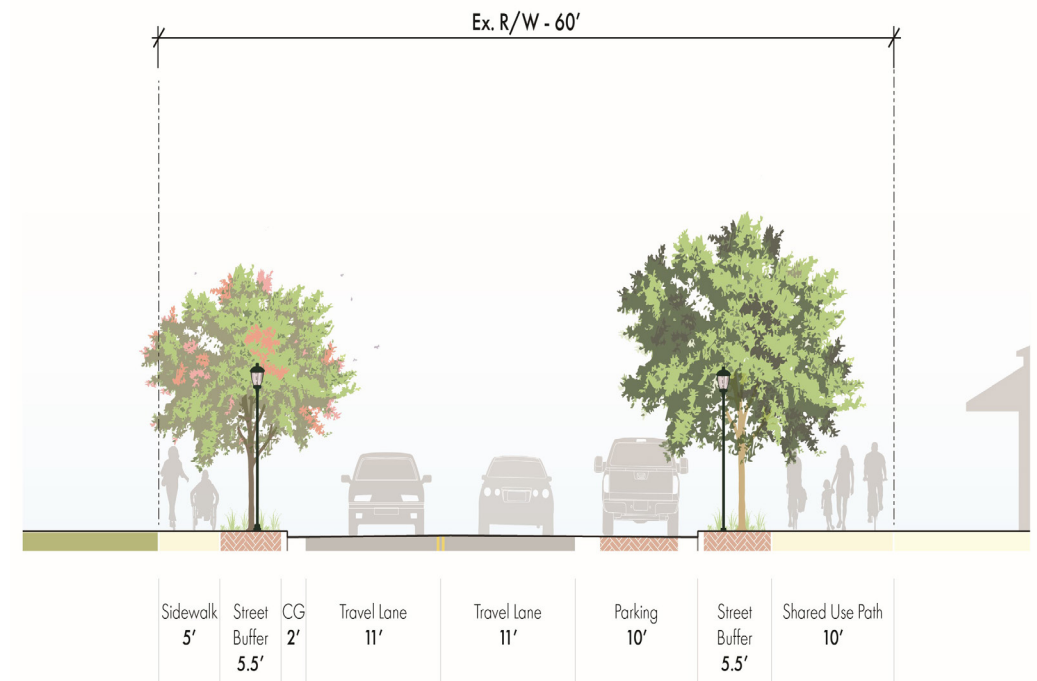 Ex. R/W - 60′
Sidewalk
5′
Street
Buffer
5.5′
CG
2′
Travel Lane
11′
Travel Lane
11′
Parking
10′
Street
Buffer
5.5′
Shared Use Path
10′